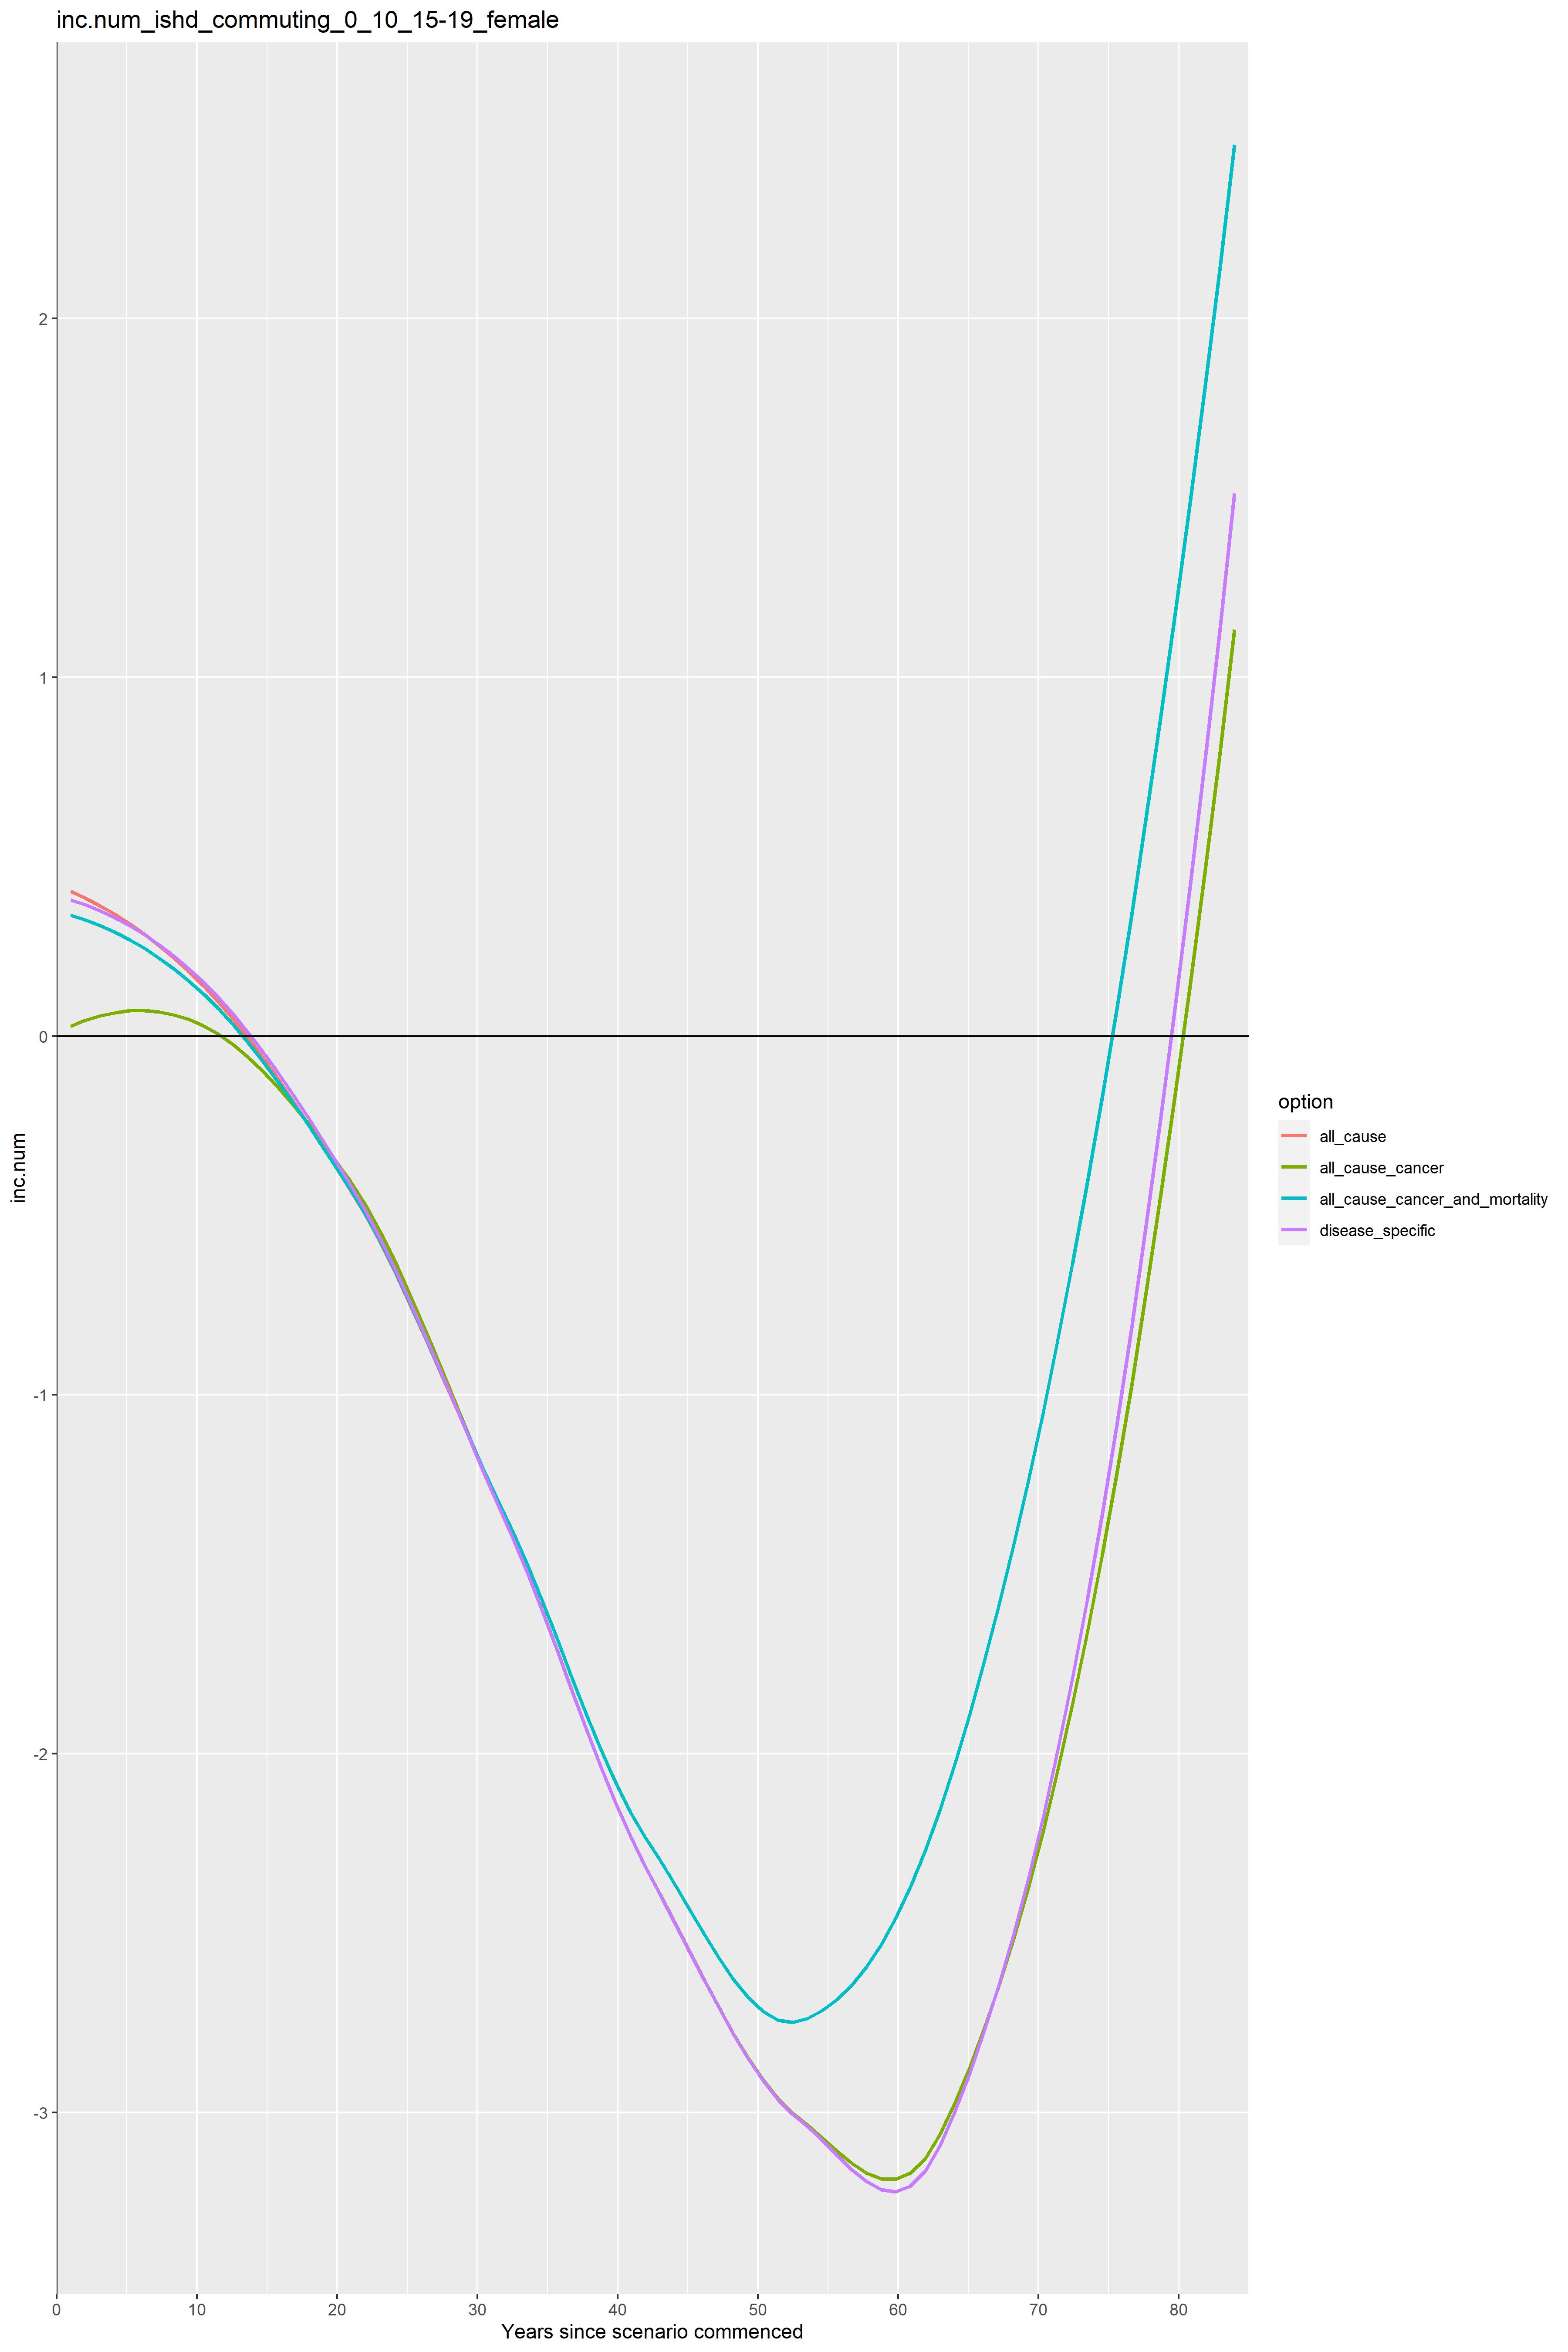 inc.num_ishd_commuting_0_10_15-19_female
2
1
0
-1
-2
-3
inc.num
0 10 20 30 40 50 60 70 80
Years since scenario commenced
option
all_cause
all_cause_cancer
all_cause_cancer_and_mortality
disease_specific